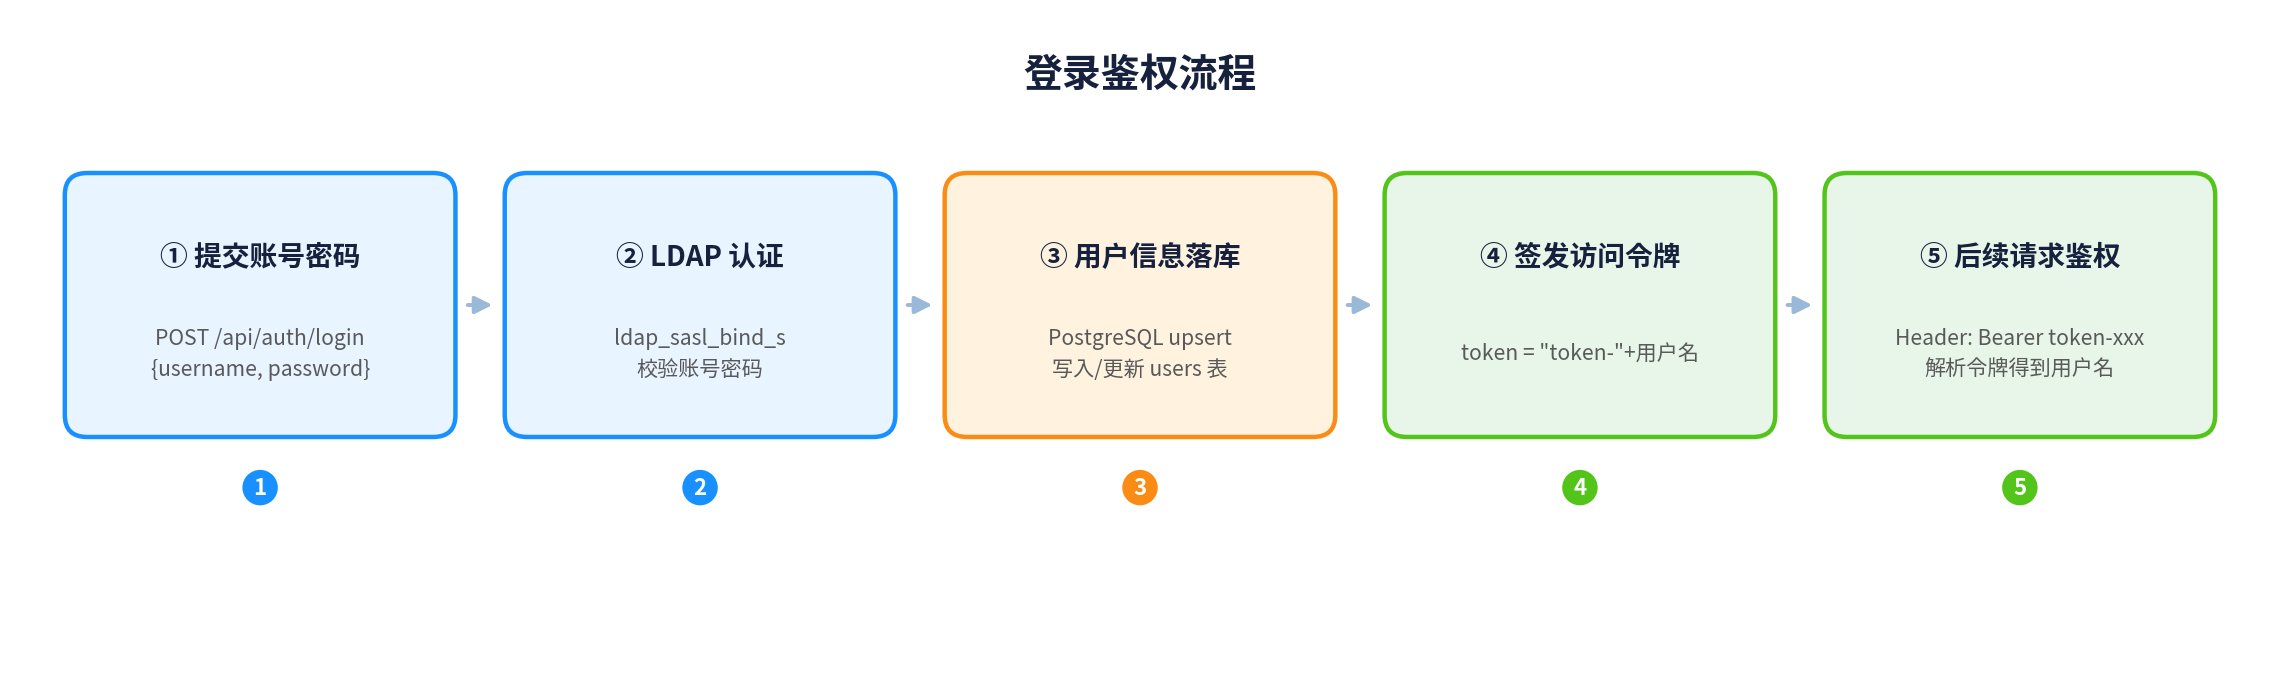 登录鉴权流程
① 提交账号密码
POST /api/auth/login
{username, password}
1
② LDAP 认证
ldap_sasl_bind_s
校验账号密码
2
③ 用户信息落库
PostgreSQL upsert
写入/更新 users 表
3
④ 签发访问令牌
token = "token-"+用户名
4
⑤ 后续请求鉴权
Header: Bearer token-xxx
解析令牌得到用户名
5